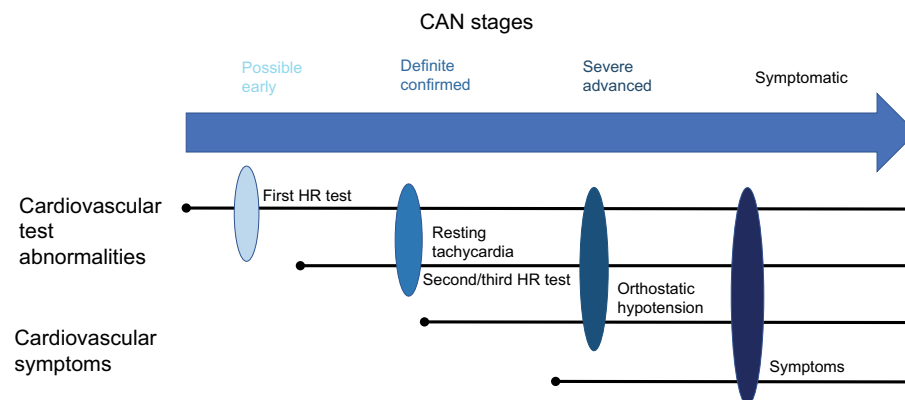 CAN stages
Possible
early
Definite
confirmed
Severe
advanced
Symptomatic
First HR test
Cardiovascular
test
abnormalities
Resting
tachycardia
Second/third HR test
Orthostatic
hypotension
Cardiovascular
symptoms
Symptoms